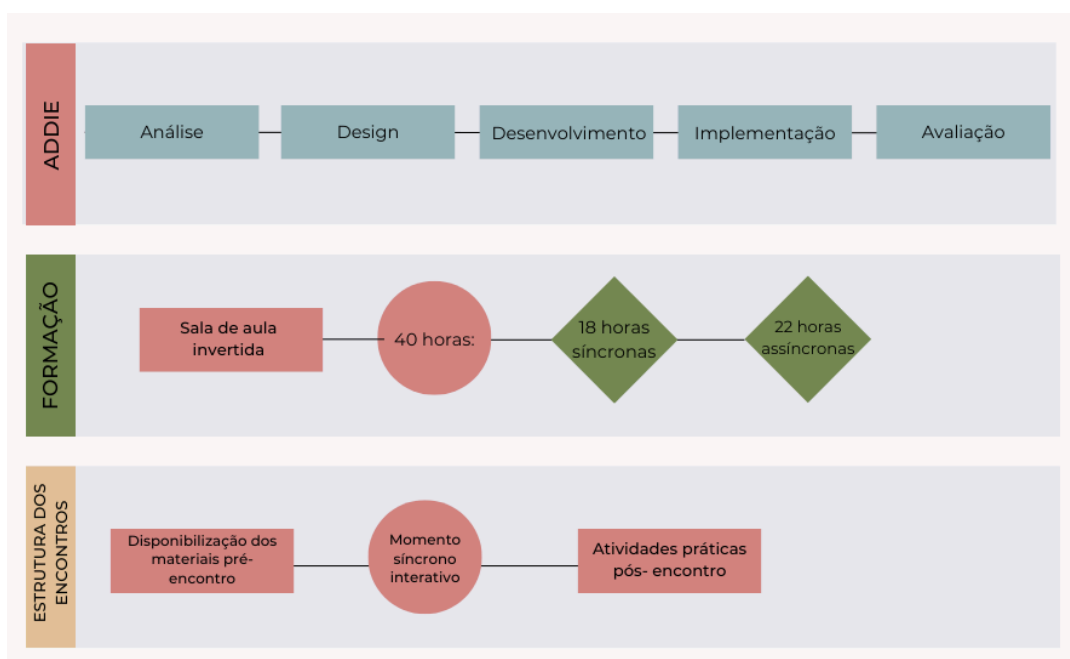 ADDIE
Análise
Design
Desenvolvimento
Implementação
Avaliação
FORMAÇÃO
Sala de aula
invertida
40 horas:
18 horas
síncronas
22 horas
assíncronas
ESTRUTURA DOS
ENCONTROS
Disponibilização dos
materiais pré-
encontro
Momento
síncrono
interativo
Atividades práticas
pós- encontro